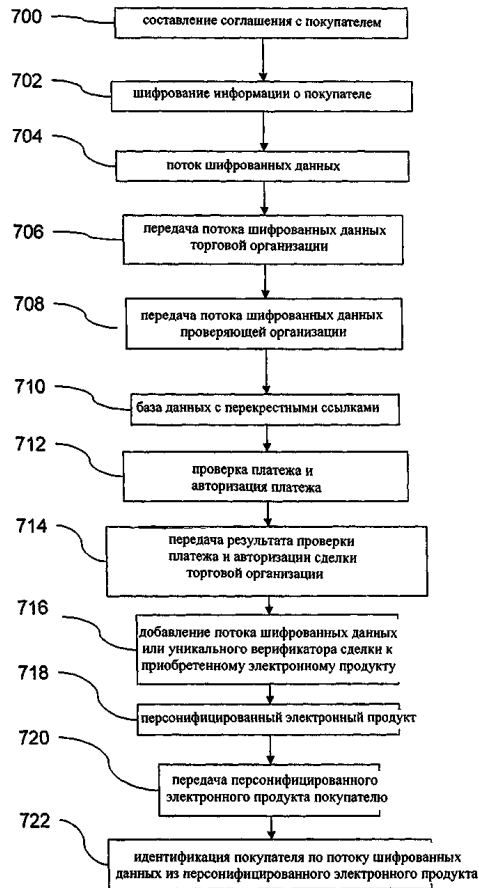 700
составление соглашения с покупателем
702
шифрование информации о покупателе
704
поток шифрованных данных
706
передача потока шифрованных данных
торговой организации
708
передача потока шифрованных данных
проверяющей организации
710
база данных с перекрестными ссылками
712
проверка платежа и
авторизация платежа
714
передача результата проверки
платежа и авторизации сделки
торговой организации
716
добавление потока шифрованных данных
или уникального верификатора сделки к
приобретенному электронному продукту
718
персонифицированный электронный продукт
720
передача персонифицированного
электронного продукта покупателю
722
идентификация покупателя по потоку шифрованных
данных из персонифицированного электронного продукта